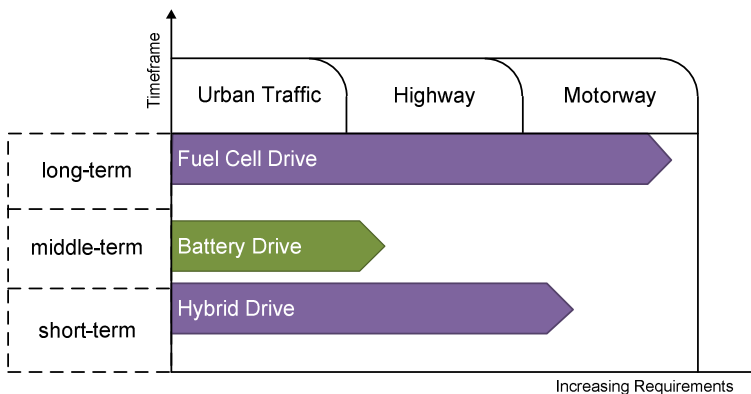 Timeframe
Urban Traffic
Highway
Motorway
long-term
Fuel Cell Drive
middle-term
Battery Drive
short-term
Hybrid Drive
Increasing Requirements